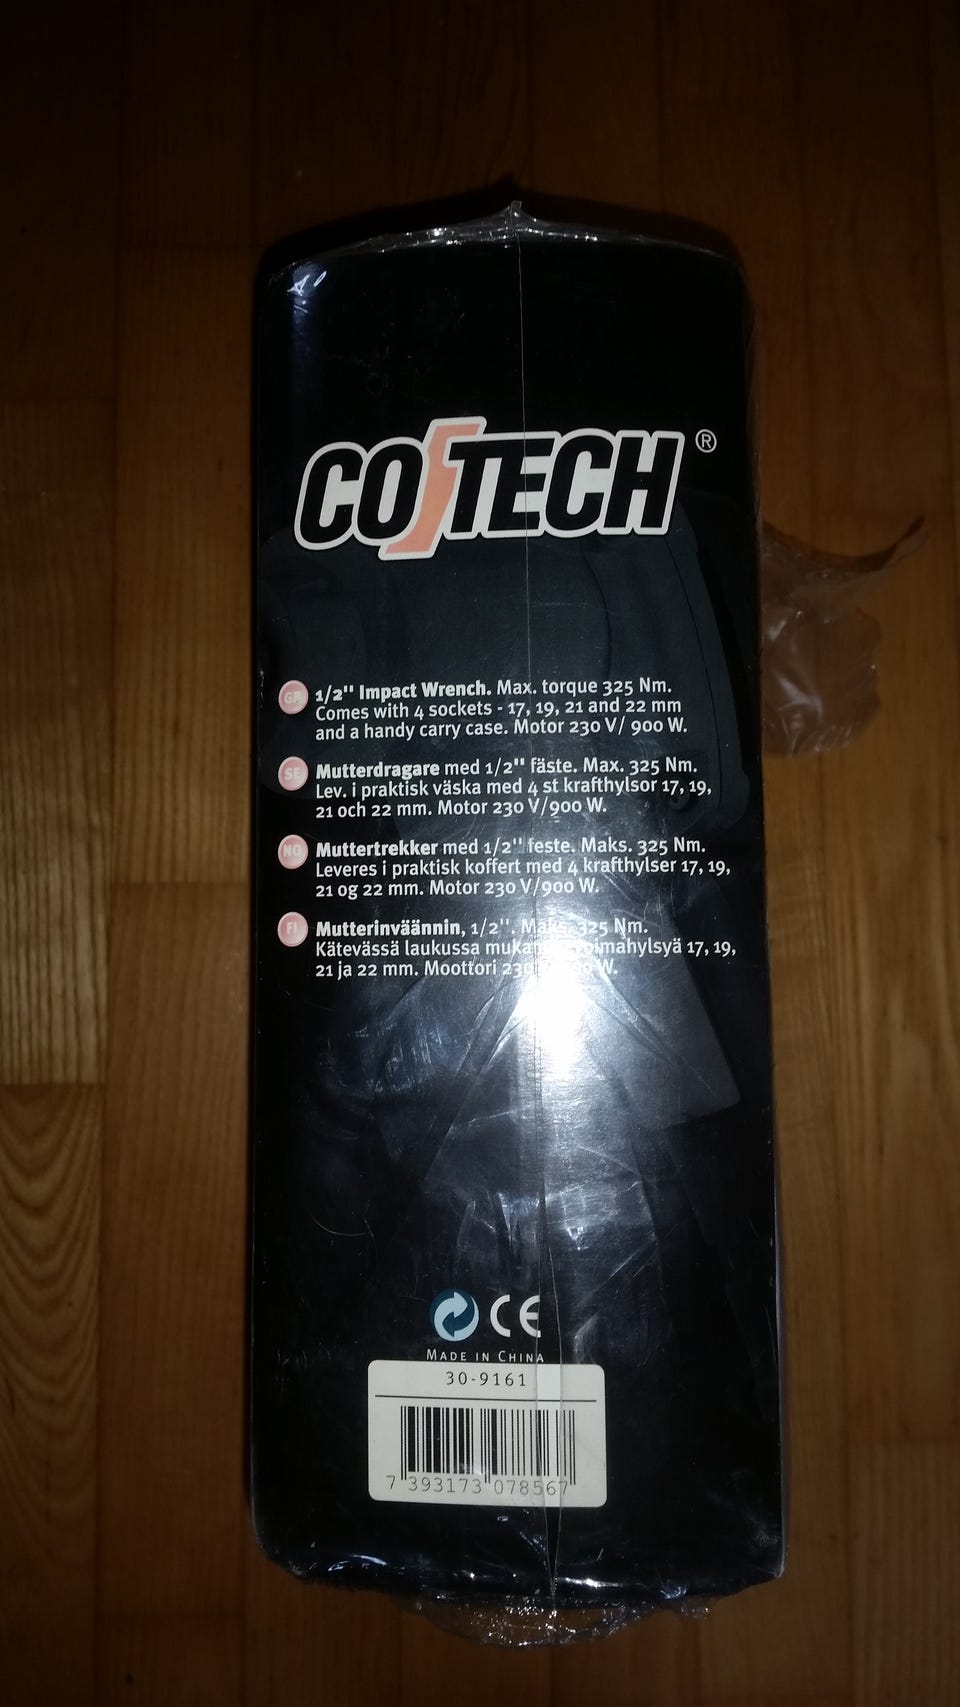 COTECH ®
GB 1/2'' Impact Wrench. Max. torque 325 Nm.
Comes with 4 sockets - 17, 19, 21 and 22 mm
and a handy carry case. Motor 230 V/ 900 W.
SE Mutterdragare med 1/2'' fäste. Max. 325 Nm.
Lev. i praktisk väska med 4 st krafthylsor 17, 19,
21 och 22 mm. Motor 230 V/900 W.
NO Muttertrekker med 1/2'' feste. Maks. 325 Nm.
Leveres i praktisk koffert med 4 krafthylser 17, 19,
21 og 22 mm. Motor 230 V/900 W.
FI Mutterinväännin, 1/2''. Maks. 325 Nm.
Kätevässä laukussa 17, 19,
21 ja 22 mm. Moottori W.
CE
MADE IN CHINA
30-9161
7 393173 078567